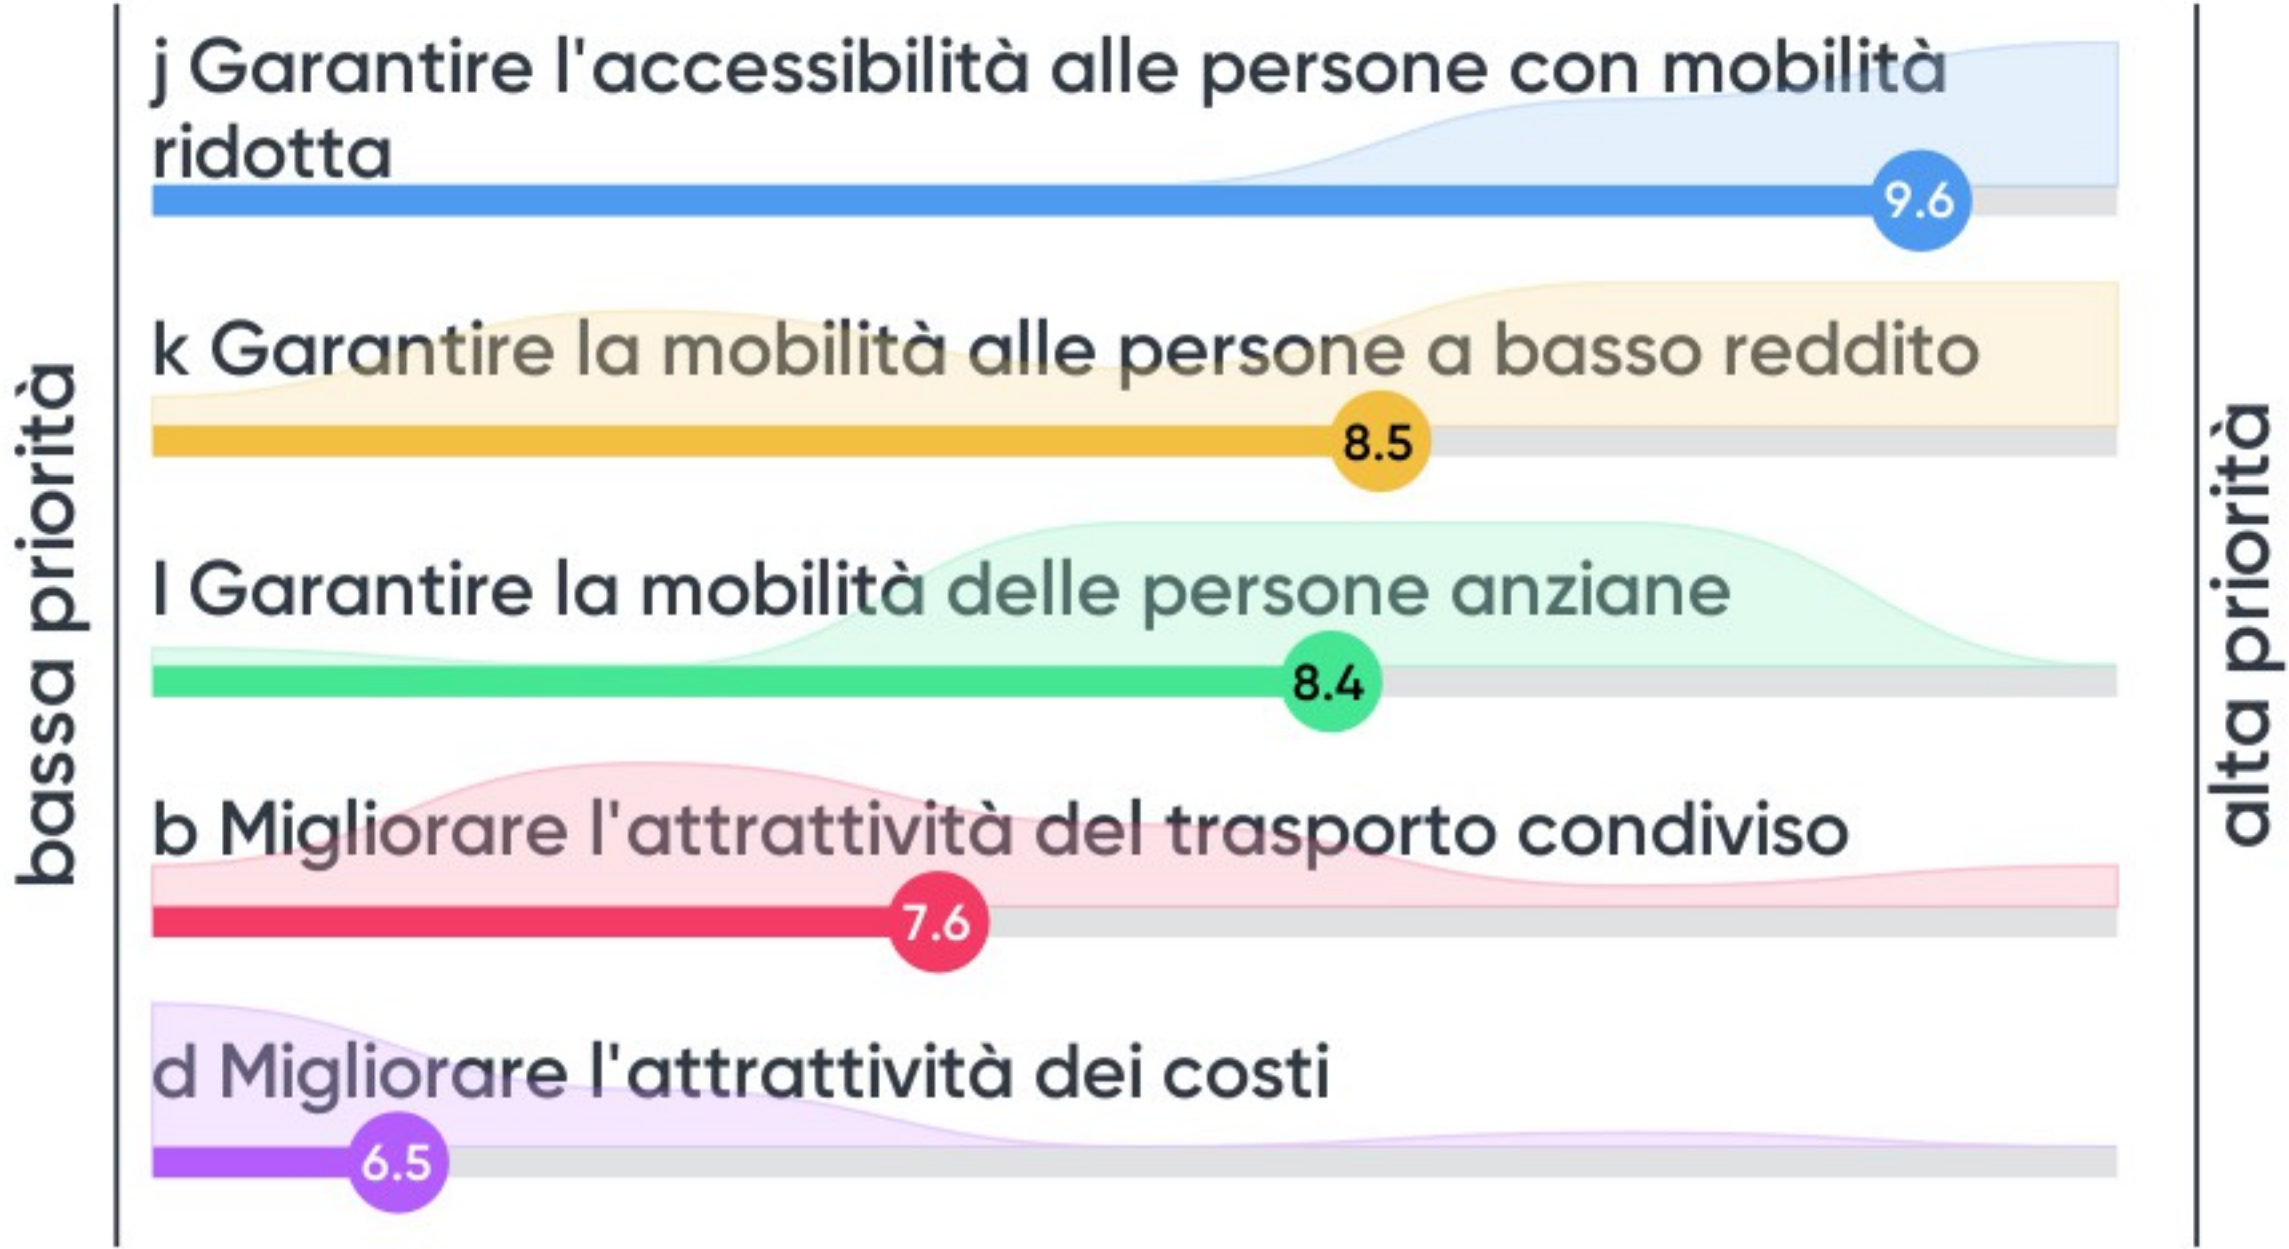 bassa priorità
j Garantire l'accessibilità alle persone con mobilità
ridotta
9.6
k Garantire la mobilità alle persone a basso reddito
8.5
l Garantire la mobilità delle persone anziane
8.4
b Migliorare l'attrattività del trasporto condiviso
7.6
d Migliorare l'attrattività dei costi
6.5
alta priorità